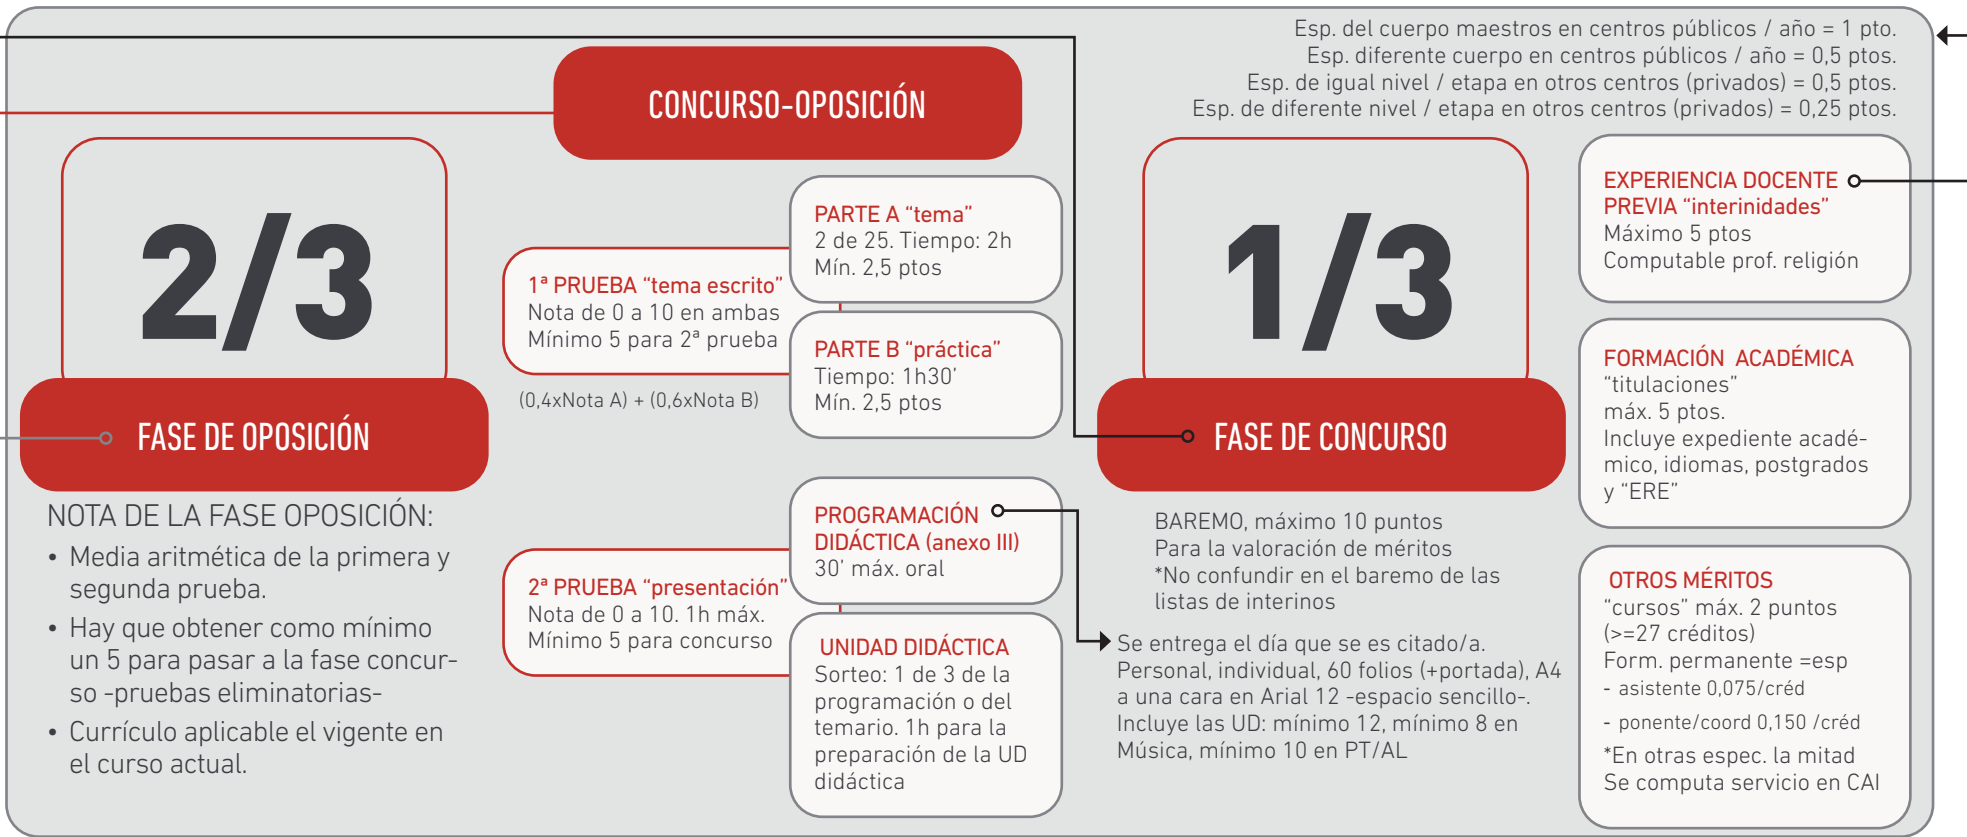 CONCURSO-OPOSICIÓN
2/3
FASE DE OPOSICIÓN
NOTA DE LA FASE OPOSICIÓN:
• Media aritmética de la primera y
segunda prueba.
• Hay que obtener como mínimo
un 5 para pasar a la fase concur-
so -pruebas eliminatorias-
• Currículo aplicable el vigente en
el curso actual.
1ª PRUEBA “tema escrito”
Nota de 0 a 10 en ambas
Mínimo 5 para 2ª prueba
(0,4xNota A) + (0,6xNota B)
PARTE A “tema”
2 de 25. Tiempo: 2h
Mín. 2,5 ptos
PARTE B “práctica”
Tiempo: 1h30’
Mín. 2,5 ptos
2ª PRUEBA “presentación”
Nota de 0 a 10. 1h máx.
Mínimo 5 para concurso
PROGRAMACIÓN
DIDÁCTICA (anexo III)
30’ máx. oral
UNIDAD DIDÁCTICA
Sorteo: 1 de 3 de la
programación o del
temario. 1h para la
preparación de la UD
didáctica
1/3
FASE DE CONCURSO
BAREMO, máximo 10 puntos
Para la valoración de méritos
*No confundir en el baremo de las
listas de interinos
Se entrega el día que se es citado/a.
Personal, individual, 60 folios (+portada), A4
a una cara en Arial 12 -espacio sencillo-.
Incluye las UD: mínimo 12, mínimo 8 en
Música, mínimo 10 en PT/AL
Esp. del cuerpo maestros en centros públicos / año = 1 pto.
Esp. diferente cuerpo en centros públicos / año = 0,5 ptos.
Esp. de igual nivel / etapa en otros centros (privados) = 0,5 ptos.
Esp. de diferente nivel / etapa en otros centros (privados) = 0,25 ptos.
EXPERIENCIA DOCENTE
PREVIA “interinidades”
Máximo 5 ptos
Computable prof. religión
FORMACIÓN ACADÉMICA
“titulaciones”
máx. 5 ptos.
Incluye expediente acadé-
mico, idiomas, postgrados
y “ERE”
OTROS MÉRITOS
“cursos” máx. 2 puntos
(>=27 créditos)
Form. permanente =esp
- asistente 0,075/créd
- ponente/coord 0,150 /créd
*En otras espec. la mitad
Se computa servicio en CAI